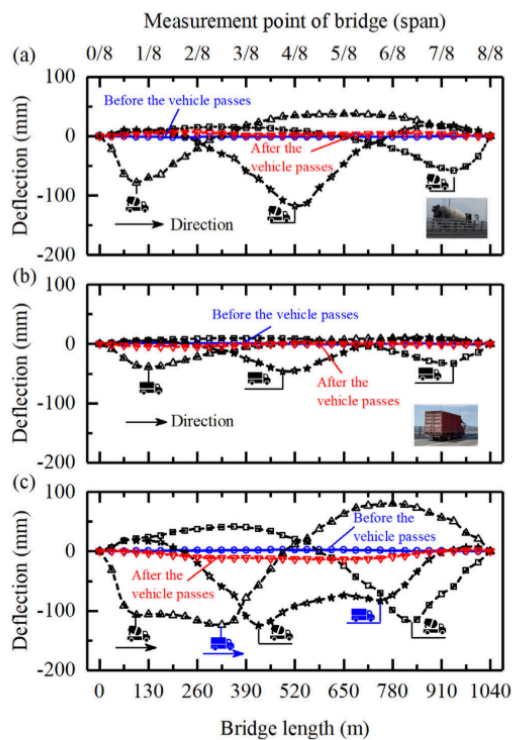 Measurement point of bridge (span)
0/8 1/8 2/8 3/8 4/8 5/8 6/8 7/8 8/8
(a)
100
0
-100
-200
Deflection (mm)
Before the vehicle passes
After the
vehicle passes
Direction
(b)
100
0
-100
-200
Deflection (mm)
Before the vehicle passes
After the
vehicle passes
Direction
(c)
100
0
-100
-200
Deflection (mm)
Before
the vehicle
passes
After the
vehicle passes
0 130 260 390 520 650 780 910 1040
Bridge length (m)